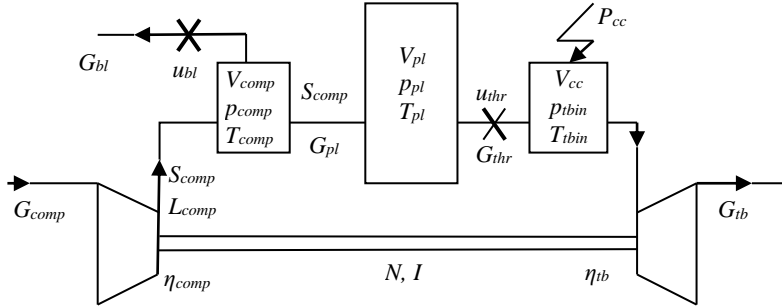 P_cc
G_bl
u_bl
V_comp
p_comp
T_comp
S_comp
G_pl
V_pl
p_pl
T_pl
u_thr
G_thr
V_cc
p_tbin
T_tbin
S_comp
L_comp
G_comp
G_tb
N, I
η_comp
η_tb